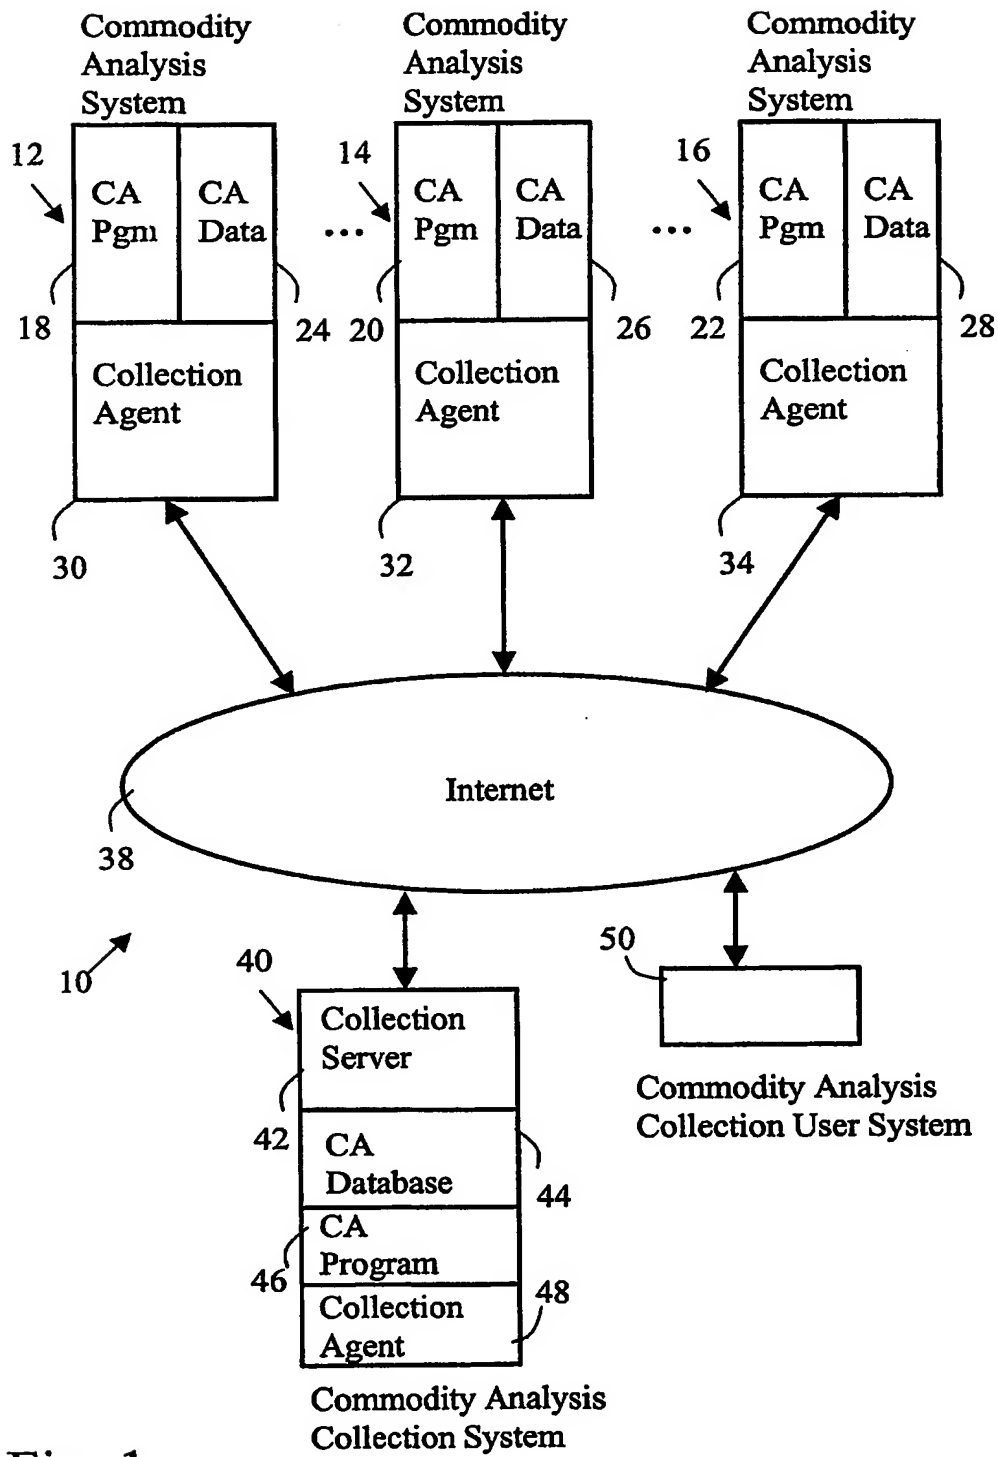 Commodity
Analysis
System
Commodity
Analysis
System
Commodity
Analysis
System
12
CA
Pgm
CA
Data
...
14
CA
Pgm
CA
Data
...
16
CA
Pgm
CA
Data
18
24
20
26
22
28
Collection
Agent
Collection
Agent
Collection
Agent
30
32
34
Internet
38
10
40
50
Collection
Server
42
Commodity Analysis
Collection User System
CA
Database
44
CA
Program
46
Collection
Agent
48
Commodity Analysis
Collection System